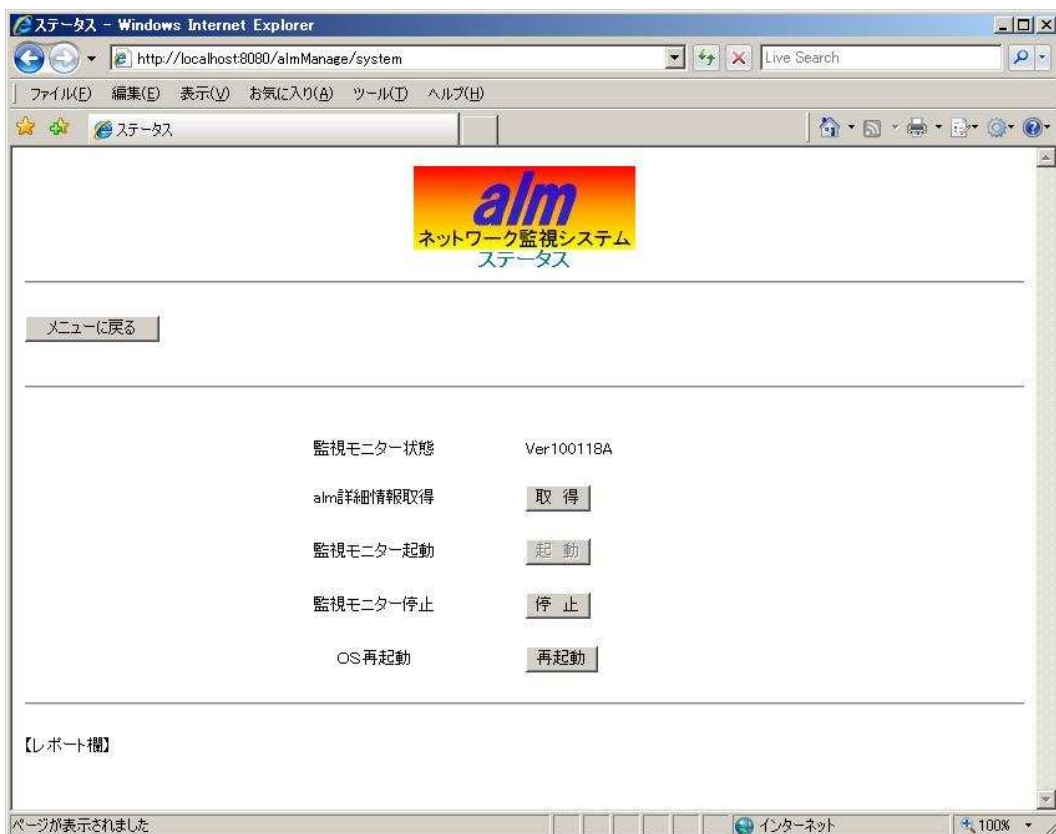 ステータス - Windows Internet Explorer
http://localhost:8080/almManage/system
Live Search
ファイル(F) 編集(E) 表示(V) お気に入り(A) ツール(T) ヘルプ(H)
ステータス
alm
ネットワーク監視システム
ステータス
メニューに戻る
監視モニター状態 Ver100118A
alm詳細情報取得 取 得
監視モニター起動 起 動
監視モニター停止 停 止
OS再起動 再起動
【レポート欄】
ページが表示されました インターネット 100%